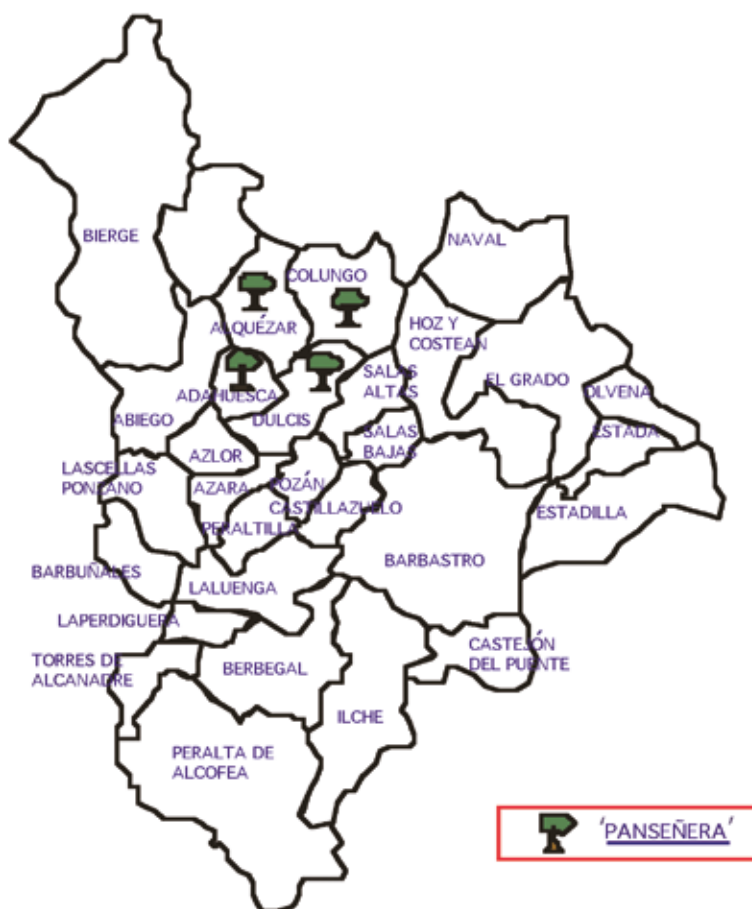 BIERGE
NAVAL
COLUNGO
ALQUÉZAR
HOZ Y
COSTEAN
SALAS
ALTAS
EL GRADO
OLVENA
ADAHUESCA
ABIEGO
DULCIS
SALAS
BAJAS
ESTADA
AZLOR
LASCELLAS
PONZANO
AZARA
POZÁN
CASTILLAZUELO
PERALTILLA
ESTADILLA
BARBASTRO
BARBUÑALES
LALUENGA
LAPERDIGUERA
TORRES DE
ALCANADRE
BERBEGAL
CASTEJÓN
DEL PUENTE
ILCHE
PERALTA DE
ALCOFEA
'PANSEÑERA'